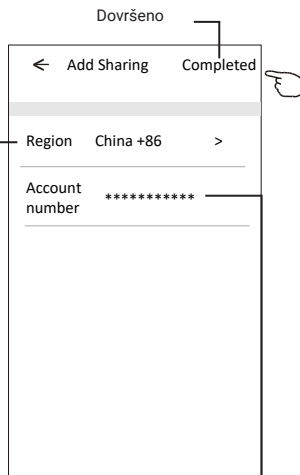 Dovršeno
← Add Sharing Completed
Region China +86 >
Account number ***********